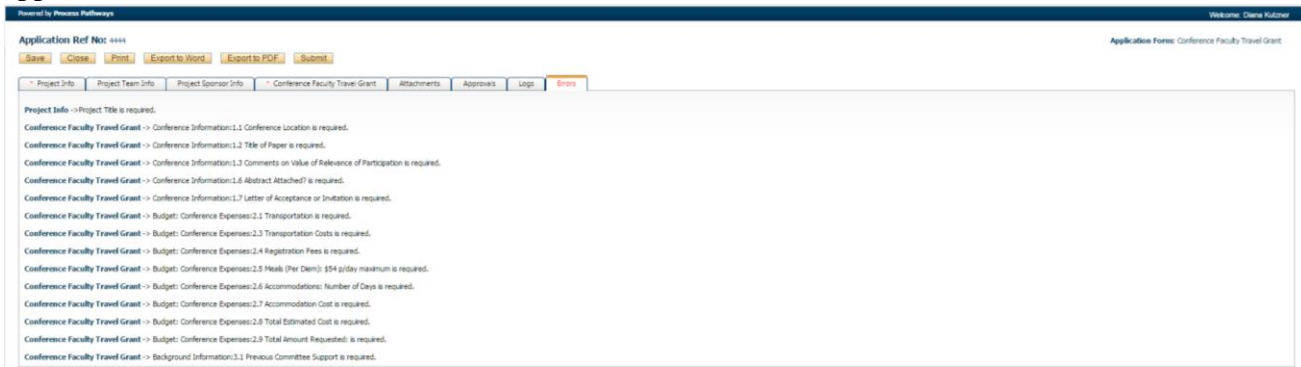 Powered by Process Pathways
Welcome: Diana Kutzner
Application Ref No: 4444
Application Form: Conference Faculty Travel Grant
Save Close Print Export to Word Export to PDF Submit
* Project Info Project Team Info Project Sponsor Info * Conference Faculty Travel Grant Attachments Approvals Logs Errors
Project Info ->Project Title is required.
Conference Faculty Travel Grant -> Conference Information:1.1 Conference Location is required.
Conference Faculty Travel Grant -> Conference Information:1.2 Title of Paper is required.
Conference Faculty Travel Grant -> Conference Information:1.3 Comments on Value of Relevance of Participation is required.
Conference Faculty Travel Grant -> Conference Information:1.6 Abstract Attached? is required.
Conference Faculty Travel Grant -> Conference Information:1.7 Letter of Acceptance or Invitation is required.
Conference Faculty Travel Grant -> Budget: Conference Expenses:2.1 Transportation is required.
Conference Faculty Travel Grant -> Budget: Conference Expenses:2.3 Transportation Costs is required.
Conference Faculty Travel Grant -> Budget: Conference Expenses:2.4 Registration Fees is required.
Conference Faculty Travel Grant -> Budget: Conference Expenses:2.5 Meals (Per Diem): $54 p/day maximum is required.
Conference Faculty Travel Grant -> Budget: Conference Expenses:2.6 Accommodations: Number of Days is required.
Conference Faculty Travel Grant -> Budget: Conference Expenses:2.7 Accommodation Cost is required.
Conference Faculty Travel Grant -> Budget: Conference Expenses:2.8 Total Estimated Cost is required.
Conference Faculty Travel Grant -> Budget: Conference Expenses:2.9 Total Amount Requested: is required.
Conference Faculty Travel Grant -> Background Information:3.1 Previous Committee Support is required.